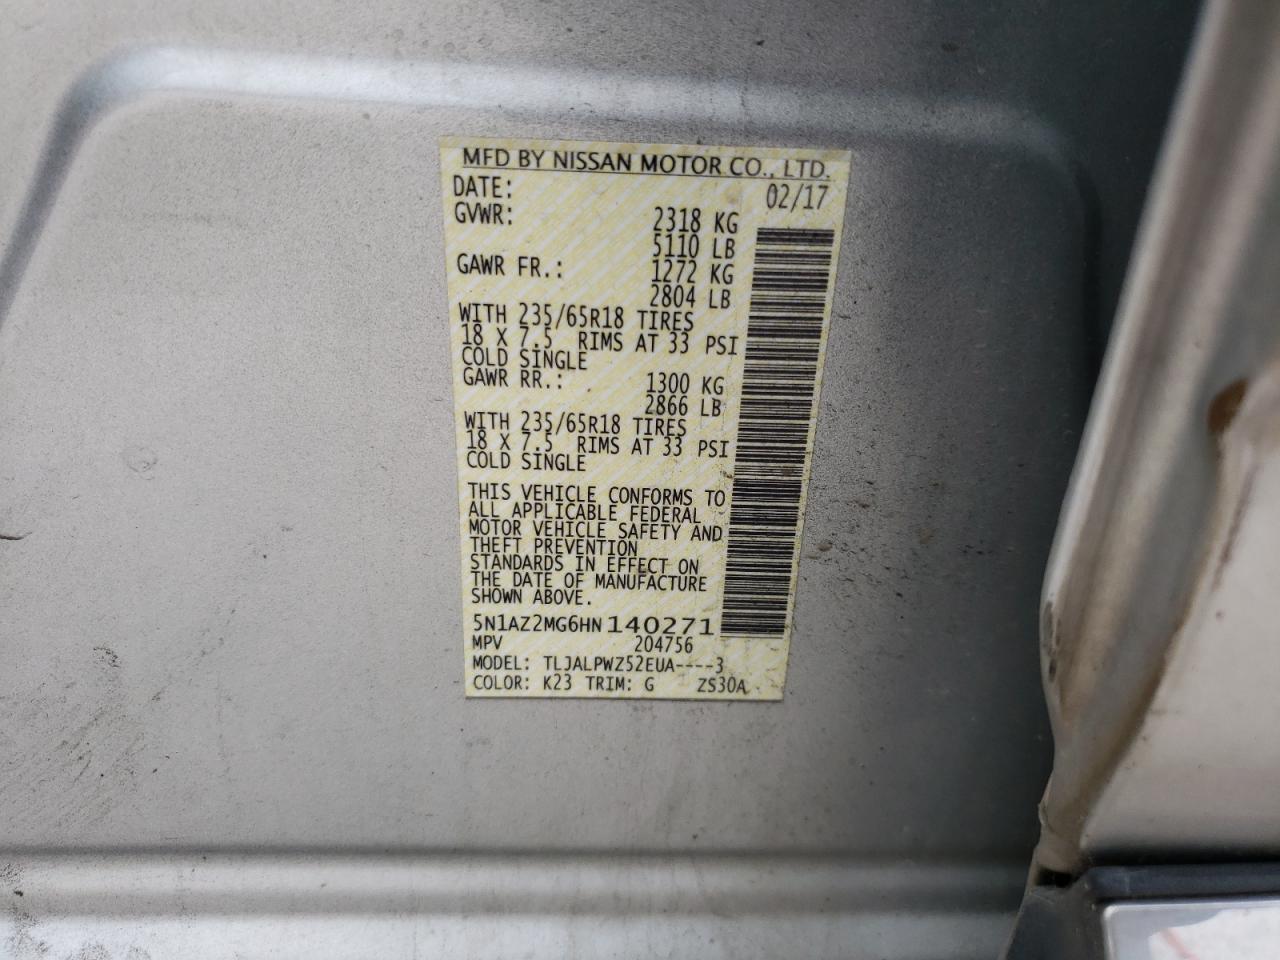 MFD BY NISSAN MOTOR CO., LTD.
DATE: 02/17
GVWR: 2318 KG
5110 LB
GAWR FR.: 1272 KG
2804 LB
WITH 235/65R18 TIRES
18 X 7.5 RIMS AT 33 PSI
COLD SINGLE
GAWR RR.: 1300 KG
2866 LB
WITH 235/65R18 TIRES
18 X 7.5 RIMS AT 33 PSI
COLD SINGLE
THIS VEHICLE CONFORMS TO
ALL APPLICABLE FEDERAL
MOTOR VEHICLE SAFETY AND
THEFT PREVENTION
STANDARDS IN EFFECT ON
THE DATE OF MANUFACTURE
SHOWN ABOVE.
5N1AZ2MG6HN140271
MPV 204756
MODEL: TLJALPWZ52EUA----3
COLOR: K23 TRIM: G ZS30A